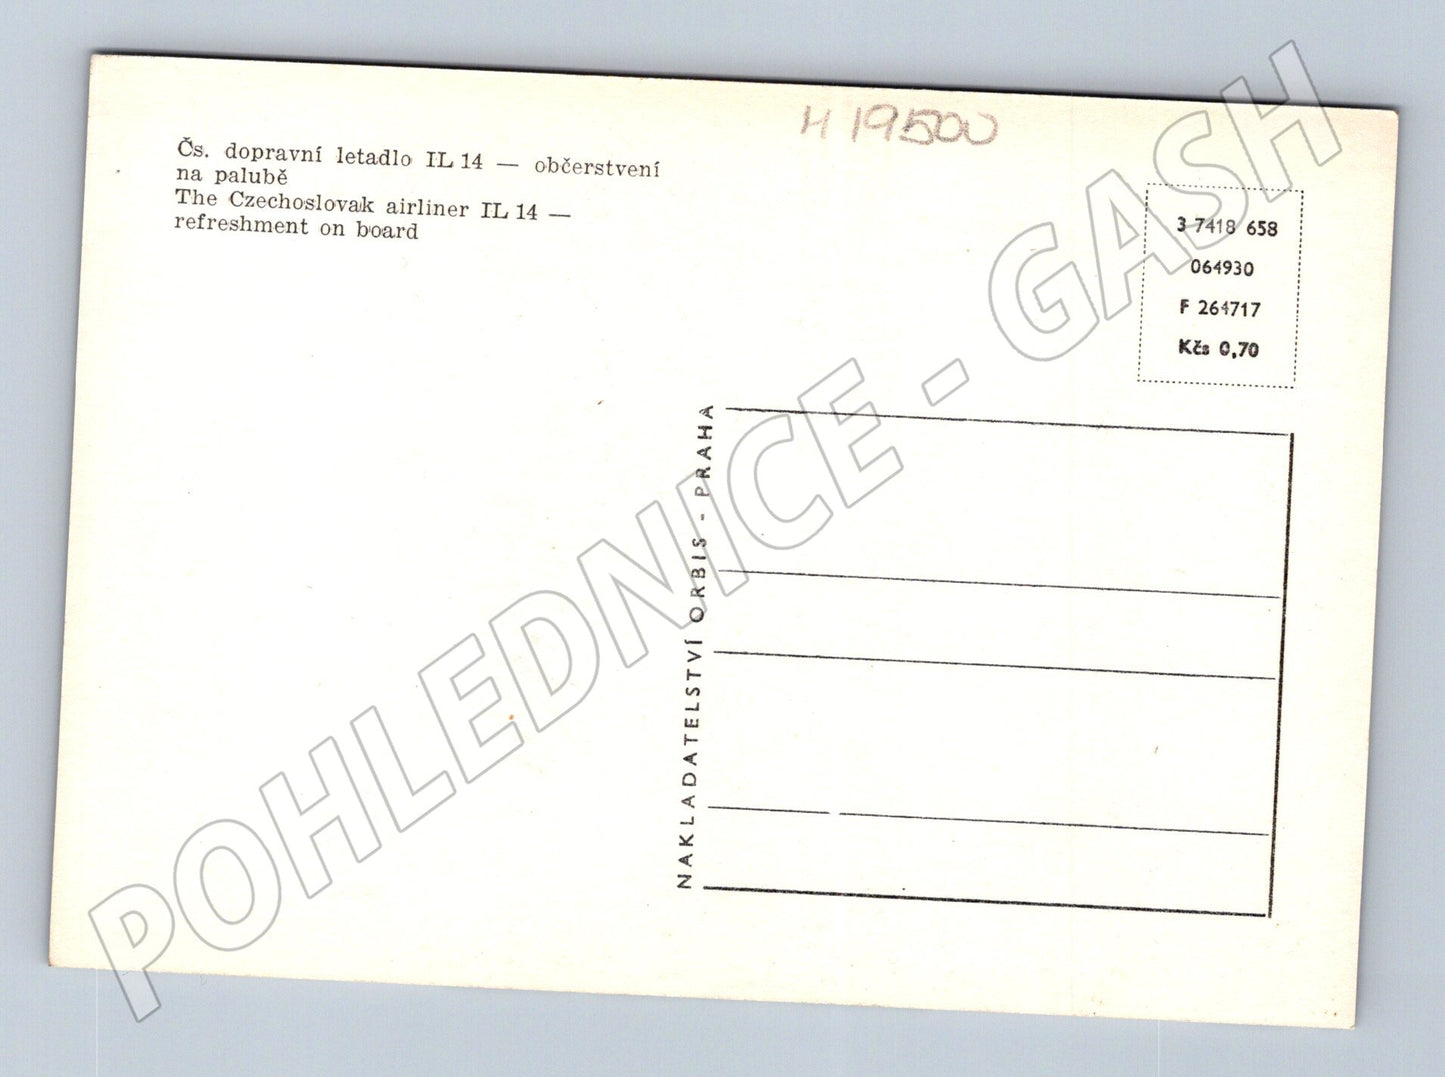 H 19500
Čs. dopravní letadlo IL 14 — občerstvení
na palubě
The Czechoslovak airliner IL 14 —
refreshment on board
3 7418 658
064930
F 264717
Kčs 0,70
NAKLADATELSTVÍ ORBIS - PRAHA
POHLEDNICE - GASH